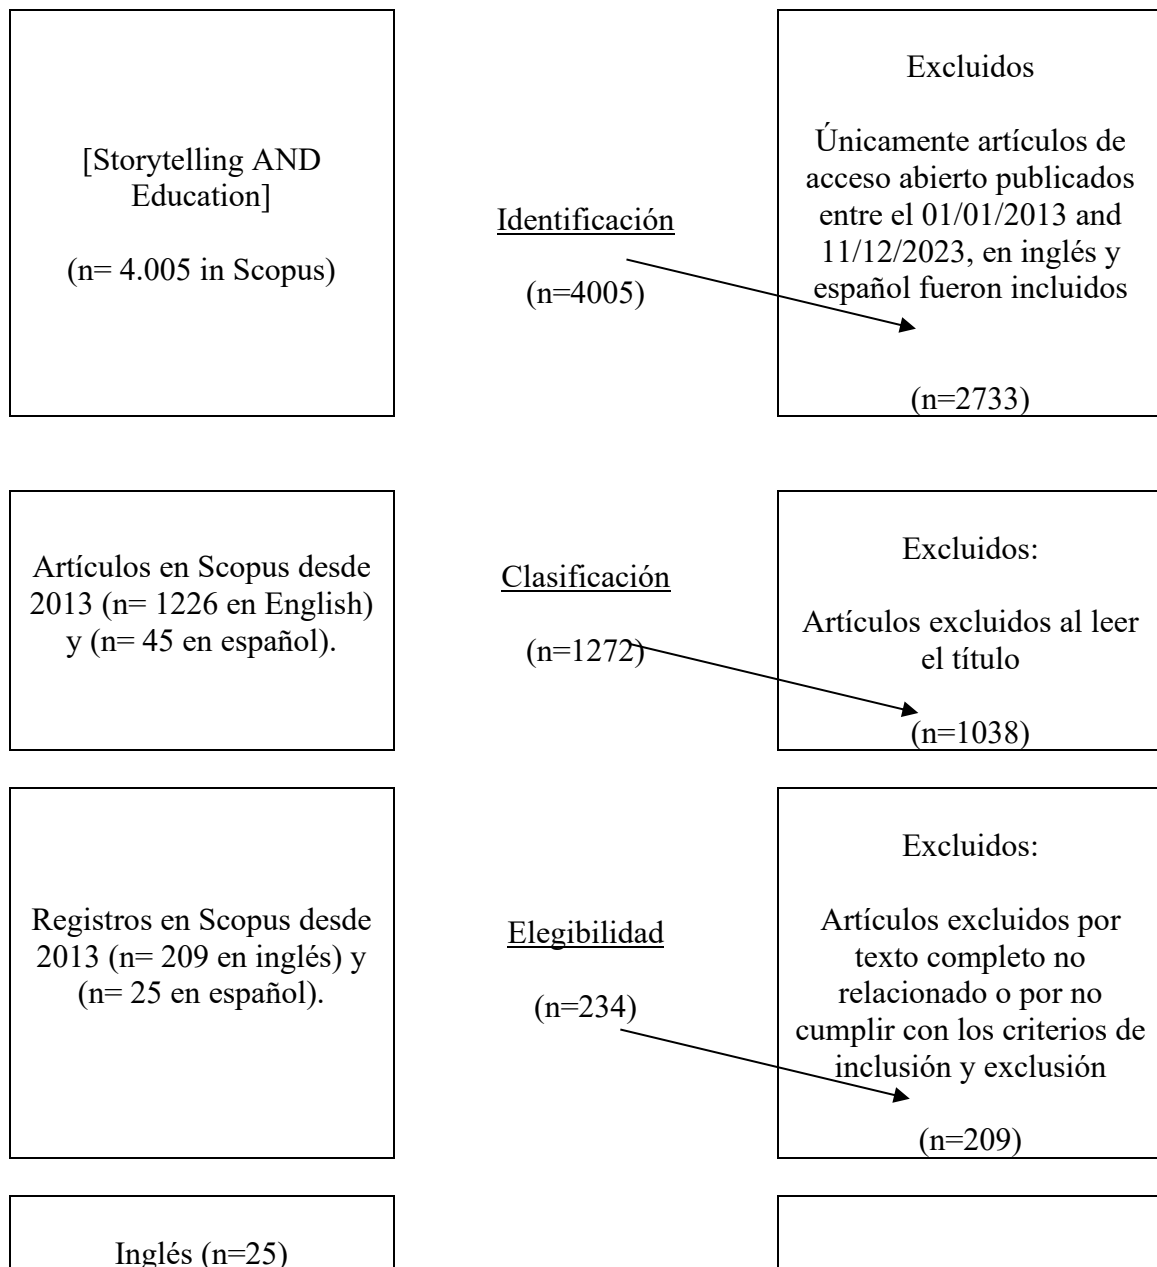 [Storytelling AND
Education]
(n= 4.005 in Scopus)
Identificación
(n=4005)
Excluidos
Únicamente artículos de
acceso abierto publicados
entre el 01/01/2013 and
11/12/2023, en inglés y
español fueron incluidos
(n=2733)
Artículos en Scopus desde
2013 (n= 1226 en English)
y (n= 45 en español).
Clasificación
(n=1272)
Excluidos:
Artículos excluidos al leer
el título
(n=1038)
Registros en Scopus desde
2013 (n= 209 en inglés) y
(n= 25 en español).
Elegibilidad
(n=234)
Excluidos:
Artículos excluidos por
texto completo no
relacionado o por no
cumplir con los criterios de
inclusión y exclusión
(n=209)
Inglés (n=25)